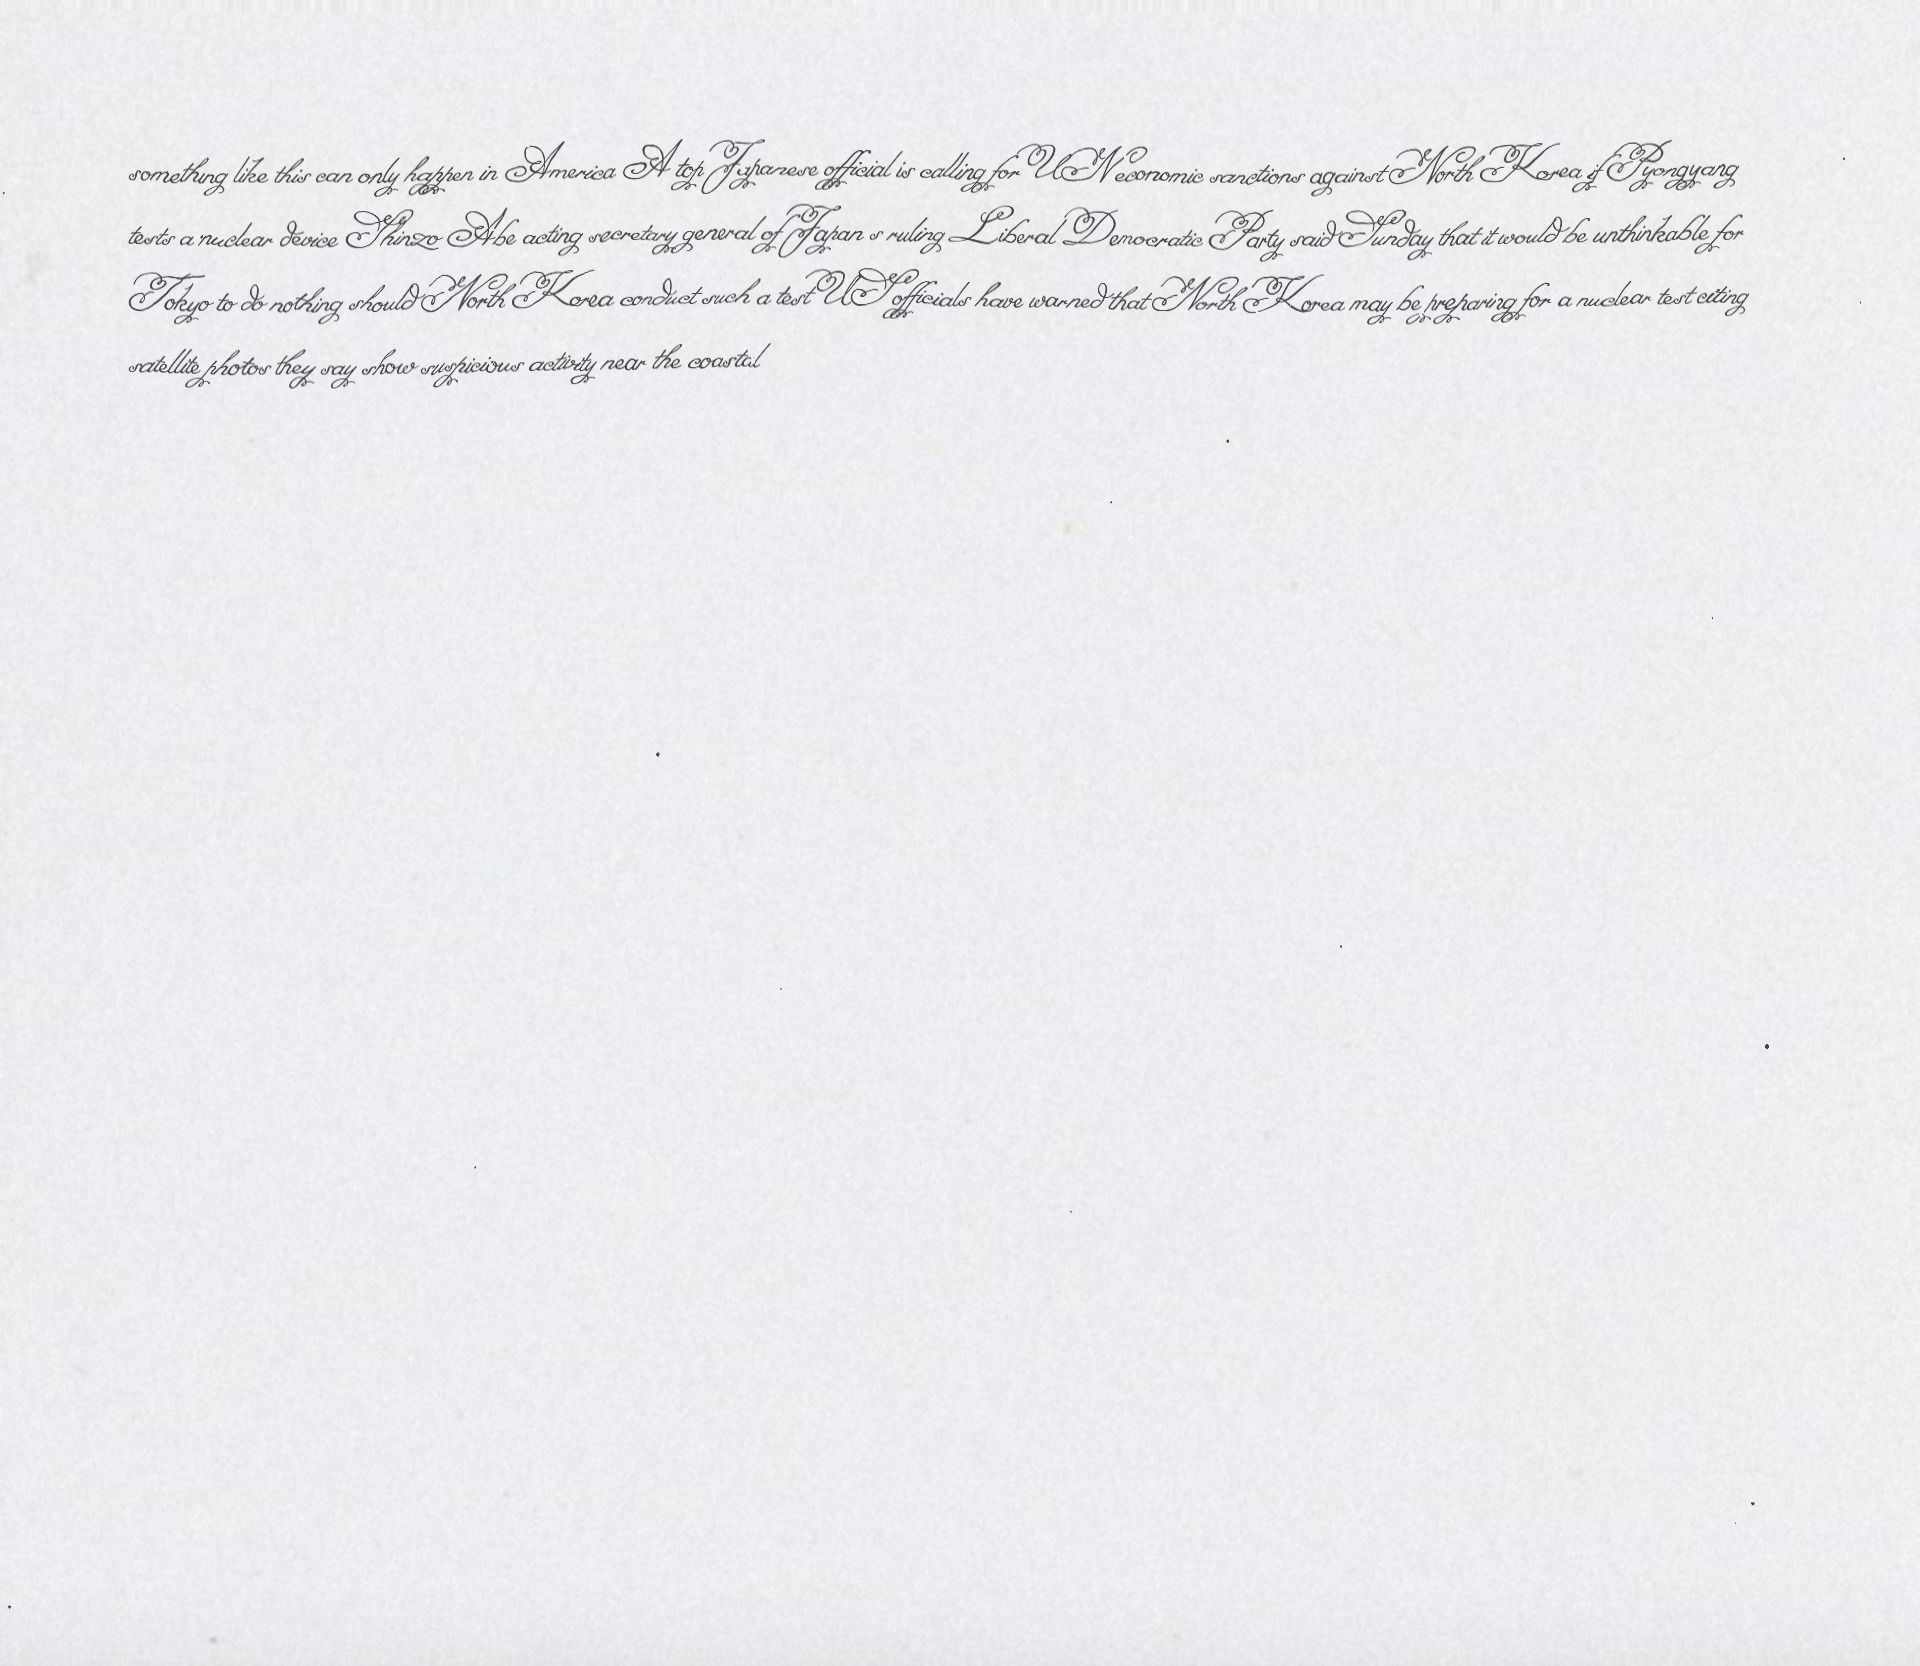 something like this can only happen in America A top Japanese official is calling for U N economic sanctions against North Korea if Pyongyang
tests a nuclear device Shinzo Abe acting secretary general of Japan s ruling Liberal Democratic Party said Sunday that it would be unthinkable for
Tokyo to do nothing should North Korea conduct such a test U S officials have warned that North Korea may be preparing for a nuclear test citing
satellite photos they say show suspicious activity near the coastal